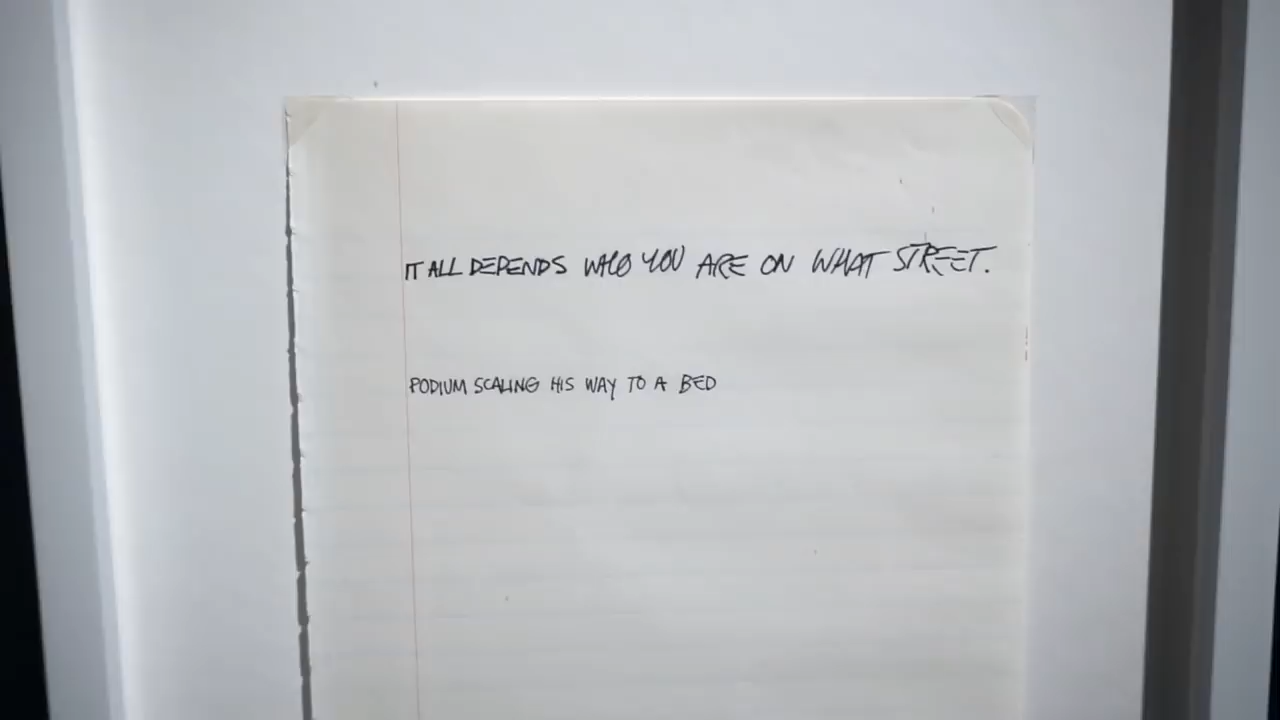 IT ALL DEPENDS WHO YOU ARE ON WHAT STREET.
PODIUM SCALING HIS WAY TO A BED